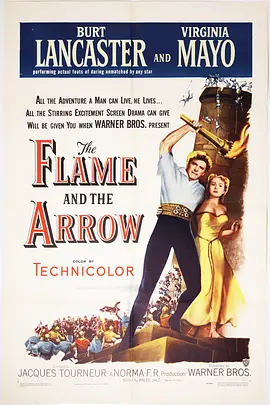 BURT VIRGINIA
LANCASTER AND MAYO
performing actual feats of daring unmatched by any star
ALL THE ADVENTURE A MAN CAN LIVE, HE LIVES...
ALL THE STIRRING EXCITEMENT SCREEN DRAMA CAN GIVE
WILL BE GIVEN YOU WHEN WARNER BROS. PRESENT
The
FLAME
AND THE
ARROW
COLOR BY
TECHNICOLOR
JACQUES TOURNEUR A NORMA-F.R. Production WARNER BROS.